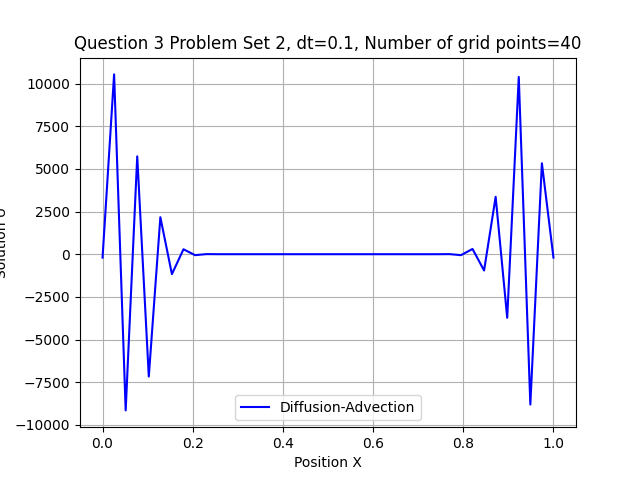 Question 3 Problem Set 2, dt=0.1, Number of grid points=40
10000
7500
5000
2500
0
−2500
−5000
−7500
−10000
Solution U
Diffusion-Advection
0.0 0.2 0.4 0.6 0.8 1.0
Position X